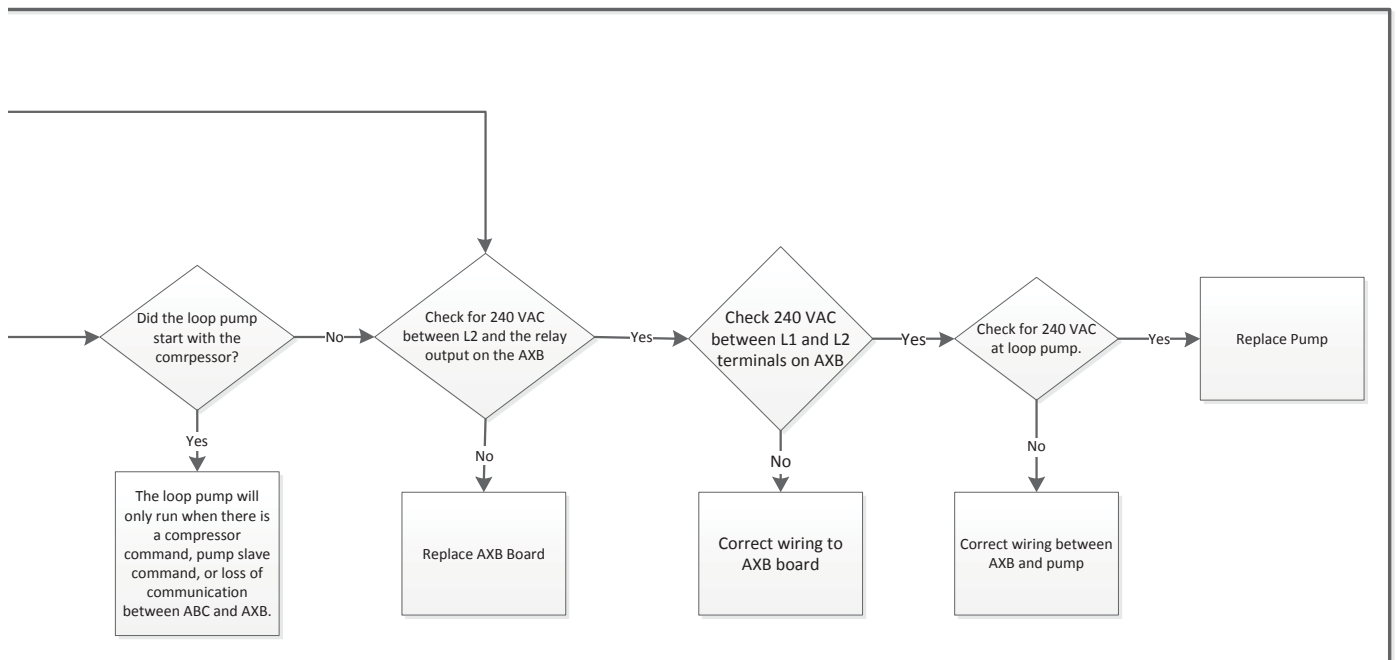 Did the loop pump
start with the
comrpessor?
No
Check for 240 VAC
between L2 and the relay
output on the AXB
Yes
Check 240 VAC
between L1 and L2
terminals on AXB
Yes
Check for 240 VAC
at loop pump.
Yes
Replace Pump
Yes
The loop pump will
only run when there is
a compressor
command, pump slave
command, or loss of
communication
between ABC and AXB.
No
Replace AXB Board
No
Correct wiring to
AXB board
No
Correct wiring between
AXB and pump